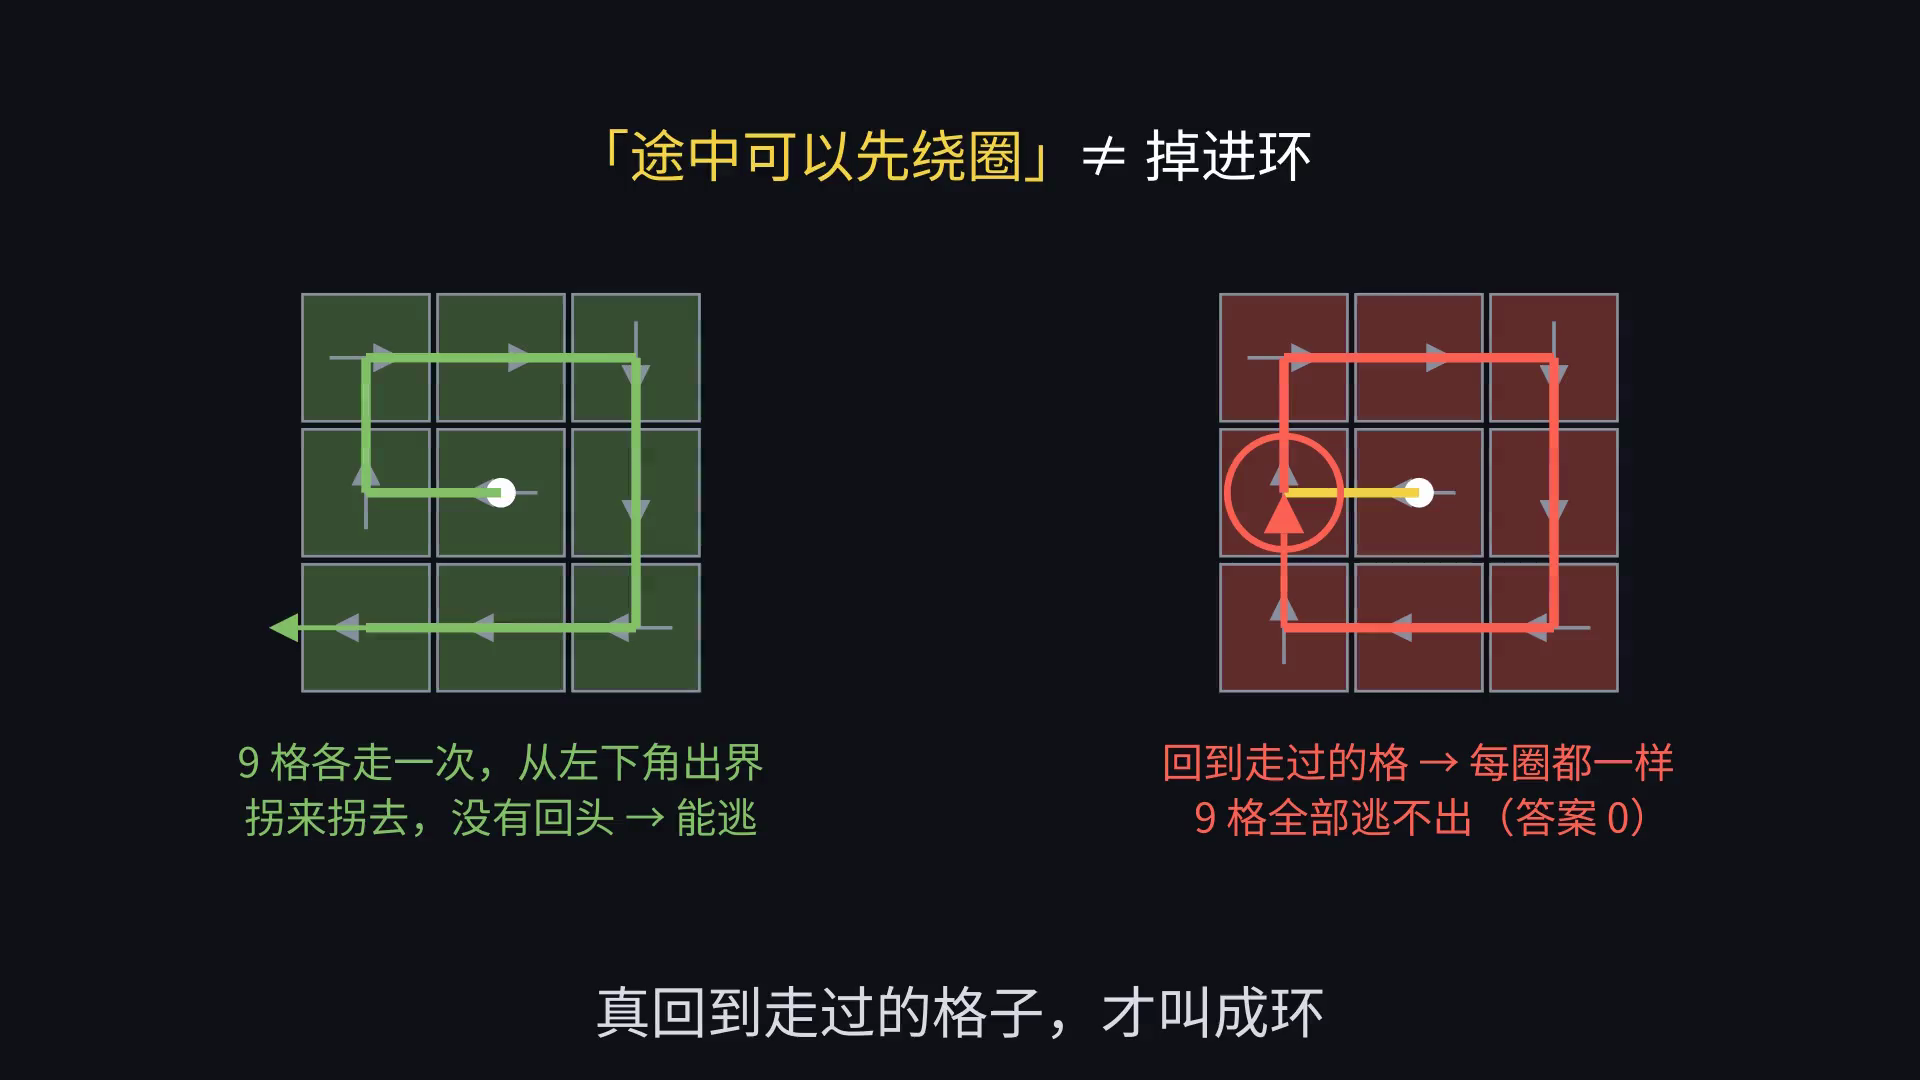 「途中可以先绕圈」≠ 掉进环
9 格各走一次，从左下角出界
拐来拐去，没有回头 → 能逃
回到走过的格 → 每圈都一样
9 格全部逃不出（答案 0）
真回到走过的格子，才叫成环